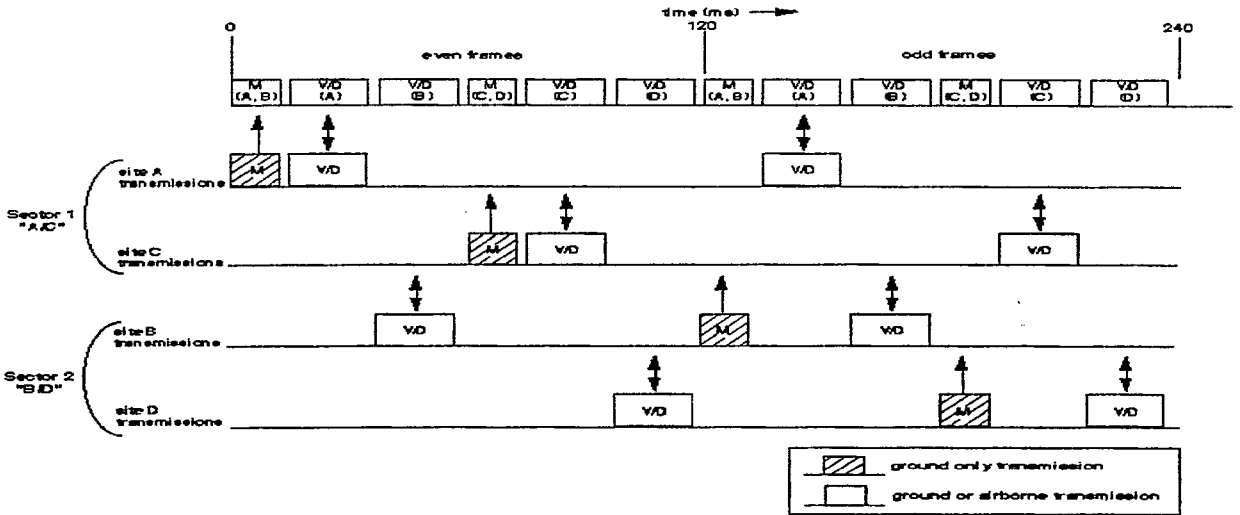 time (ms)
0 120 240
even frames odd frames
M (A, B) V/D (A) V/D (B) M (C, D) V/D (C) V/D (D) M (A, B) V/D (A) V/D (B) M (C, D) V/D (C) V/D (D)
Sector 1
"A/C"
site A
transmissions
M V/D V/D
site C
transmissions
M V/D V/D
Sector 2
"B/D"
site B
transmissions
V/D M V/D
site D
transmissions
V/D M V/D
ground only transmission
ground or airborne transmission